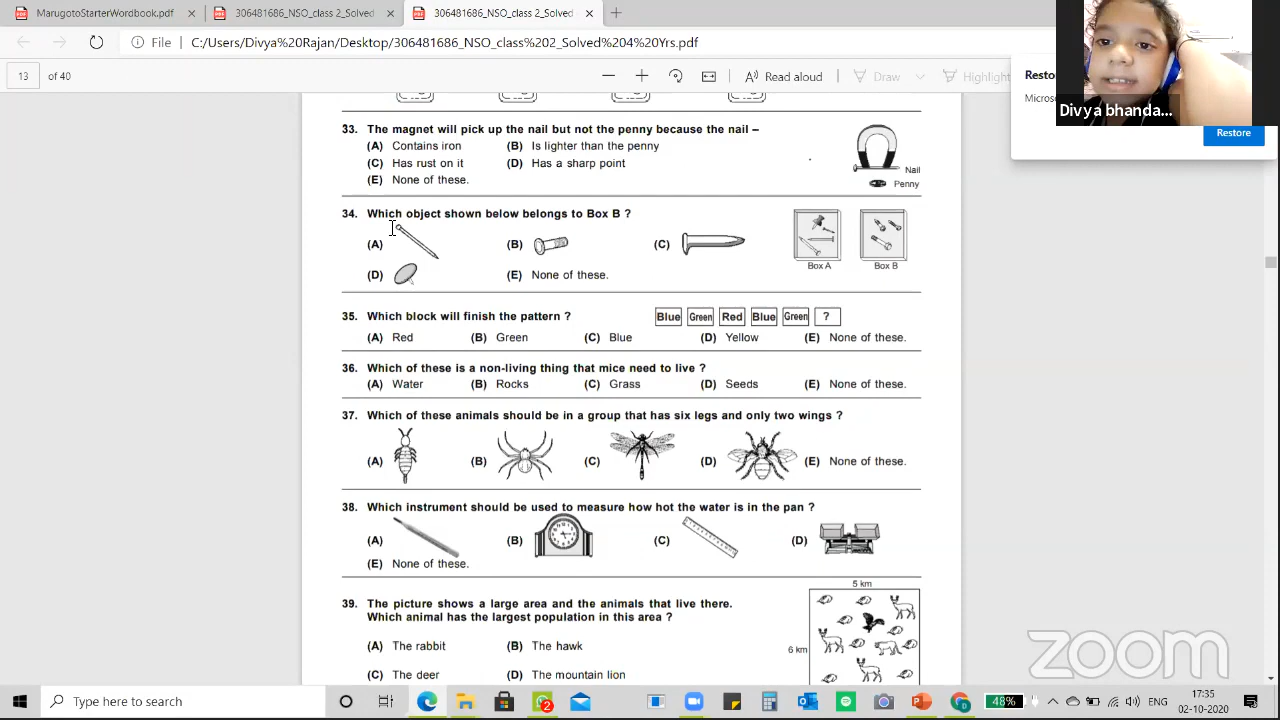 MarugotoStarterWordbook.pdf
306481686_NSO_class 2_Solved
306481686_NSO_class 2_Solved
File
C:/Users/Divya%20Rajan/Desktop/306481686_NSO_class%202_Solved%204%20Yrs.pdf
13 of 40
Read aloud
Draw
Highlight
Divya bhanda...
Resto
Micros
Restore
33. The magnet will pick up the nail but not the penny because the nail –
(A) Contains iron (B) Is lighter than the penny
(C) Has rust on it (D) Has a sharp point
(E) None of these.
Nail
Penny
34. Which object shown below belongs to Box B ?
(A) (B) (C)
(D) (E) None of these.
Box A Box B
35. Which block will finish the pattern ? Blue Green Red Blue Green ?
(A) Red (B) Green (C) Blue (D) Yellow (E) None of these.
36. Which of these is a non-living thing that mice need to live ?
(A) Water (B) Rocks (C) Grass (D) Seeds (E) None of these.
37. Which of these animals should be in a group that has six legs and only two wings ?
(A) (B) (C) (D) (E) None of these.
38. Which instrument should be used to measure how hot the water is in the pan ?
(A) (B) (C) (D)
(E) None of these.
39. The picture shows a large area and the animals that live there.
Which animal has the largest population in this area ?
5 km
6 km
(A) The rabbit (B) The hawk
(C) The deer (D) The mountain lion
zoom
Type here to search
2
48%
ENG
17:35
02-10-2020